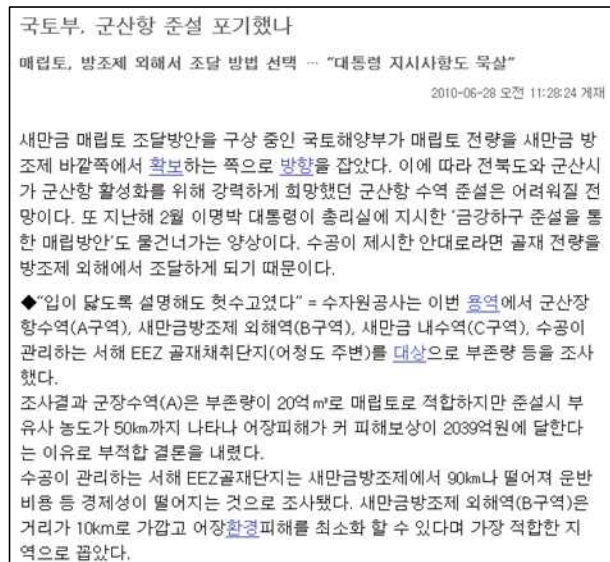 국토부, 군산항 준설 포기했나
매립토, 방조제 외해서 조달 방법 선택 … “대통령 지시사항도 묵살”
2010-06-28 오전 11:28:24 게재
새만금 매립토 조달방안을 구상 중인 국토해양부가 매립토 전량을 새만금 방
조제 바깥쪽에서 확보하는 쪽으로 방향을 잡았다. 이에 따라 전북도와 군산시
가 군산항 활성화를 위해 강력하게 희망했던 군산항 수역 준설은 어려워질 전
망이다. 또 지난해 2월 이명박 대통령이 총리실에 지시한 ‘금강하구 준설을 통
한 매립방안’도 물건너가는 양상이다. 수공이 제시한 안대로라면 골재 전량을
방조제 외해에서 조달하게 되기 때문이다.
◆“입이 닳도록 설명해도 헛수고였다” = 수자원공사는 이번 용역에서 군산장
항수역(A구역), 새만금방조제 외해역(B구역), 새만금 내수역(C구역), 수공이
관리하는 서해 EEZ 골재채취단지(어청도 주변)를 대상으로 부존량 등을 조사
했다.
조사결과 군장수역(A)은 부존량이 20억㎥로 매립토로 적합하지만 준설시 부
유사 농도가 50㎞까지 나타나 어장피해가 커 피해보상이 2039억원에 달한다
는 이유로 부적합 결론을 내렸다.
수공이 관리하는 서해 EEZ골재단지는 새만금방조제에서 90㎞나 떨어져 운반
비용 등 경제성이 떨어지는 것으로 조사됐다. 새만금방조제 외해역(B구역)은
거리가 10km로 가깝고 어장환경피해를 최소화 할 수 있다며 가장 적합한 지
역으로 꼽았다.